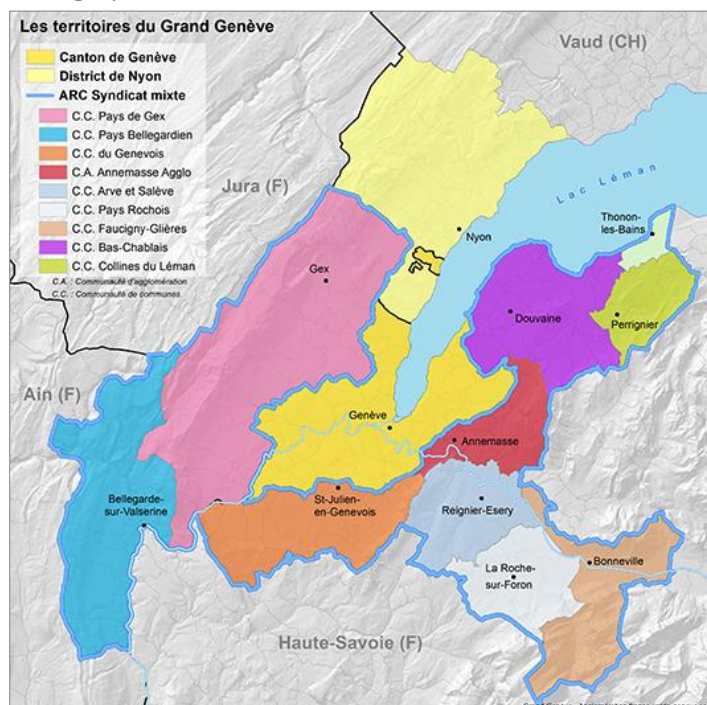 Les territoires du Grand Genève
Canton de Genève
District de Nyon
ARC Syndicat mixte
C.C. Pays de Gex
C.C. Pays Bellegardien
C.C. du Genevois
C.A. Annemasse Agglo
C.C. Arve et Salève
C.C. Pays Rochois
C.C. Faucigny-Glières
C.C. Bas-Chablais
C.C. Collines du Léman
C.A. : Communauté d'agglomération
C.C. : Communauté de communes
Vaud (CH)
Jura (F)
Lac Léman
Nyon
Thonon-
les-Bains
Gex
Douvaine
Perrignier
Ain (F)
Genève
Annemasse
Bellegarde-
sur-Valserine
St-Julien-
en-Genevois
Reignier-Esery
Bonneville
La Roche-
sur-Foron
Haute-Savoie (F)